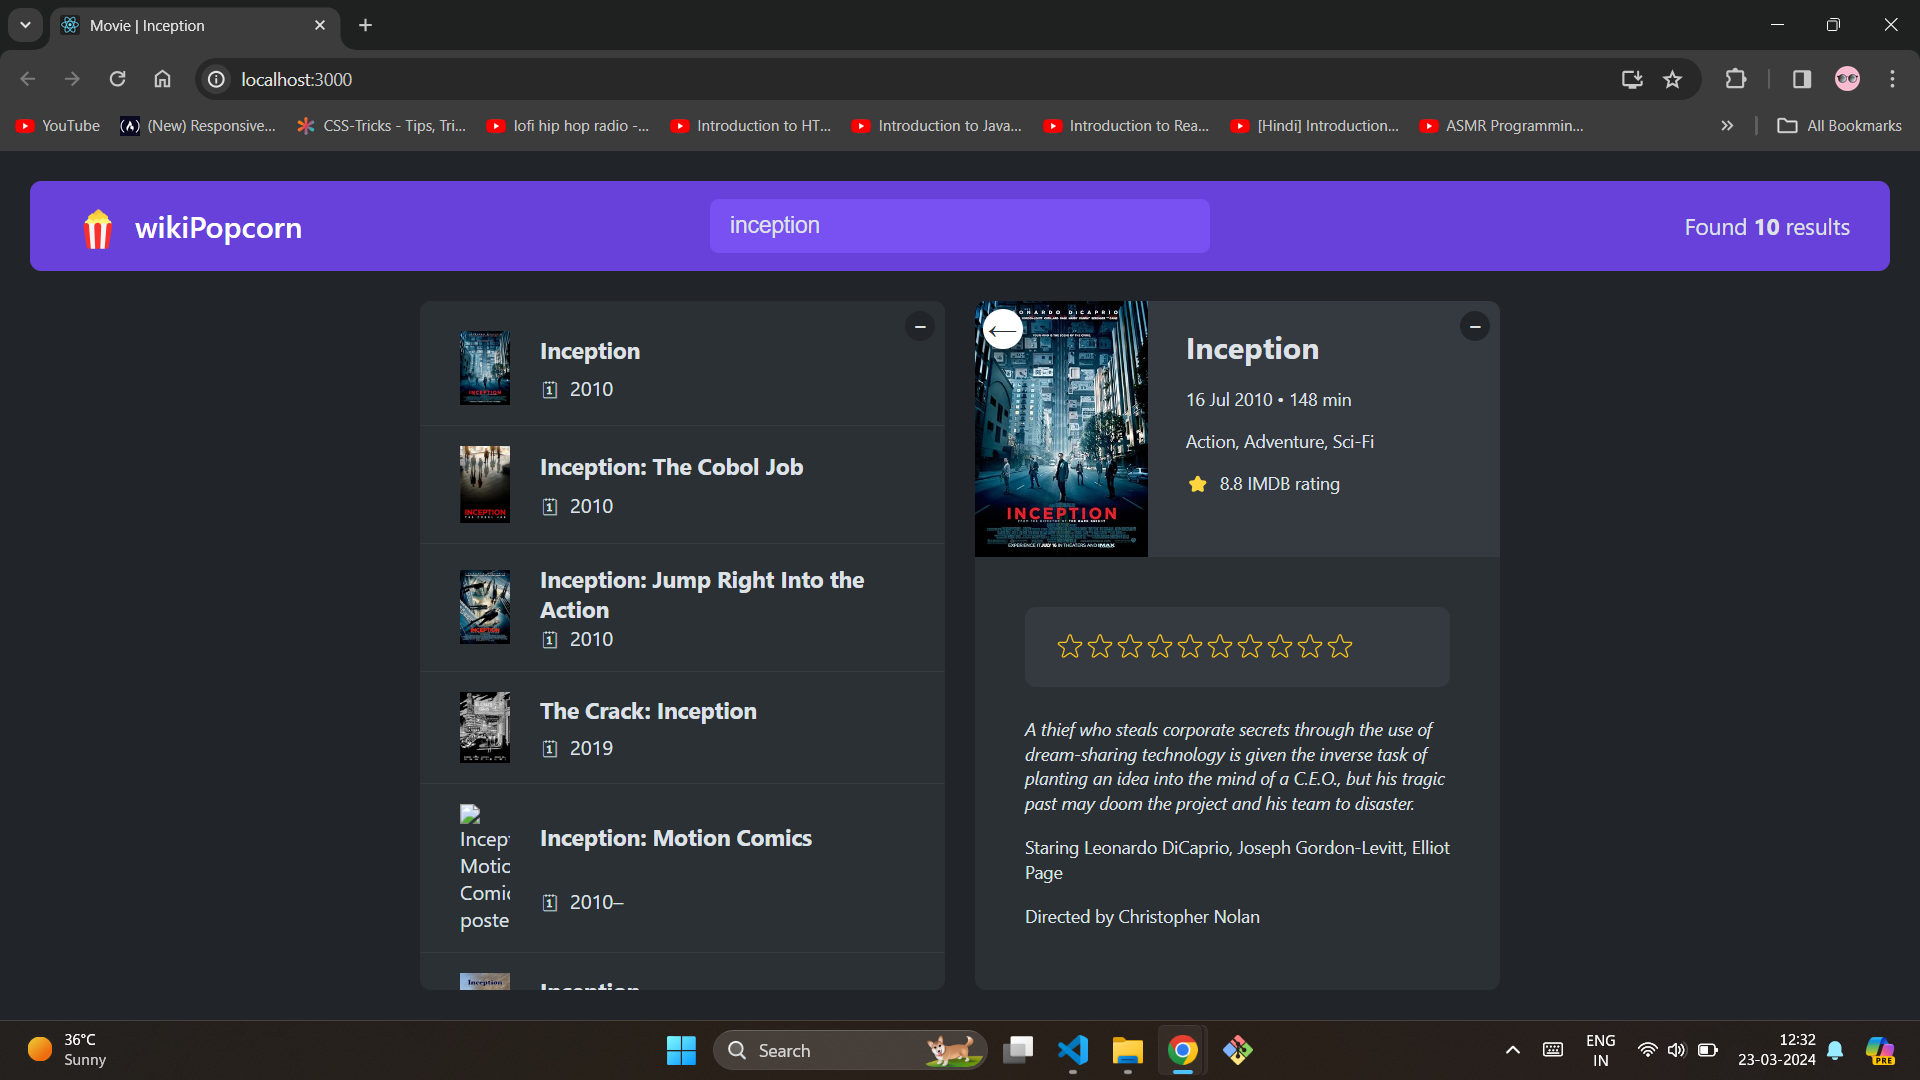 Movie | Inception
localhost:3000
YouTube
(New) Responsive...
CSS-Tricks - Tips, Tri...
lofi hip hop radio -...
Introduction to HT...
Introduction to Java...
Introduction to Rea...
[Hindi] Introduction...
ASMR Programmin...
All Bookmarks
wikiPopcorn
inception
Found 10 results
Inception
2010
Inception: The Cobol Job
2010
Inception: Jump Right Into the
Action
2010
The Crack: Inception
2019
Incep
Motic
Comic
poste
Inception: Motion Comics
2010–
Inception
Inception
INCEPTION
Inception
16 Jul 2010 • 148 min
Action, Adventure, Sci-Fi
8.8 IMDB rating
A thief who steals corporate secrets through the use of
dream-sharing technology is given the inverse task of
planting an idea into the mind of a C.E.O., but his tragic
past may doom the project and his team to disaster.
Staring Leonardo DiCaprio, Joseph Gordon-Levitt, Elliot
Page
Directed by Christopher Nolan
36°C
Sunny
Search
ENG
IN
12:32
23-03-2024
PRE